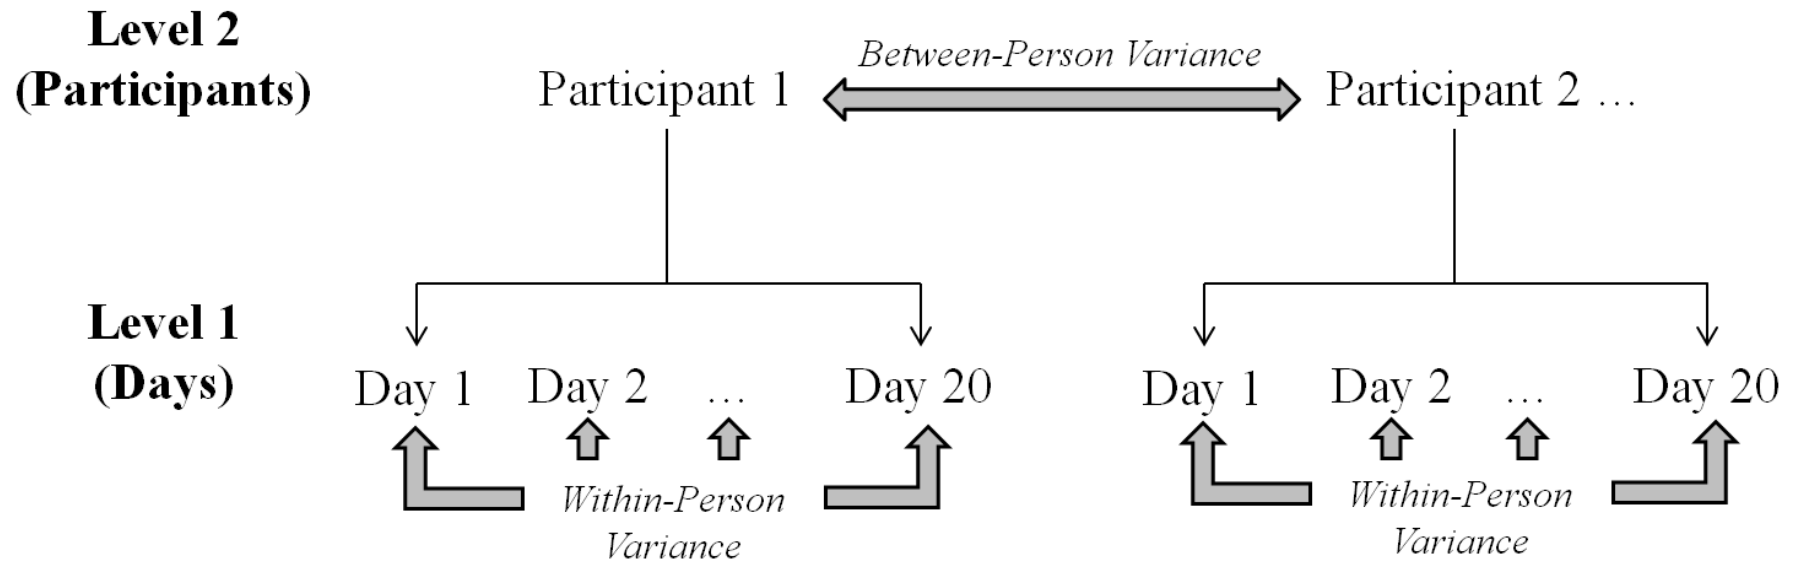 Level 2
(Participants)
Between-Person Variance
Participant 1
Participant 2 ...
Level 1
(Days)
Day 1 Day 2 ... Day 20
Day 1 Day 2 ... Day 20
Within-Person
Variance
Within-Person
Variance